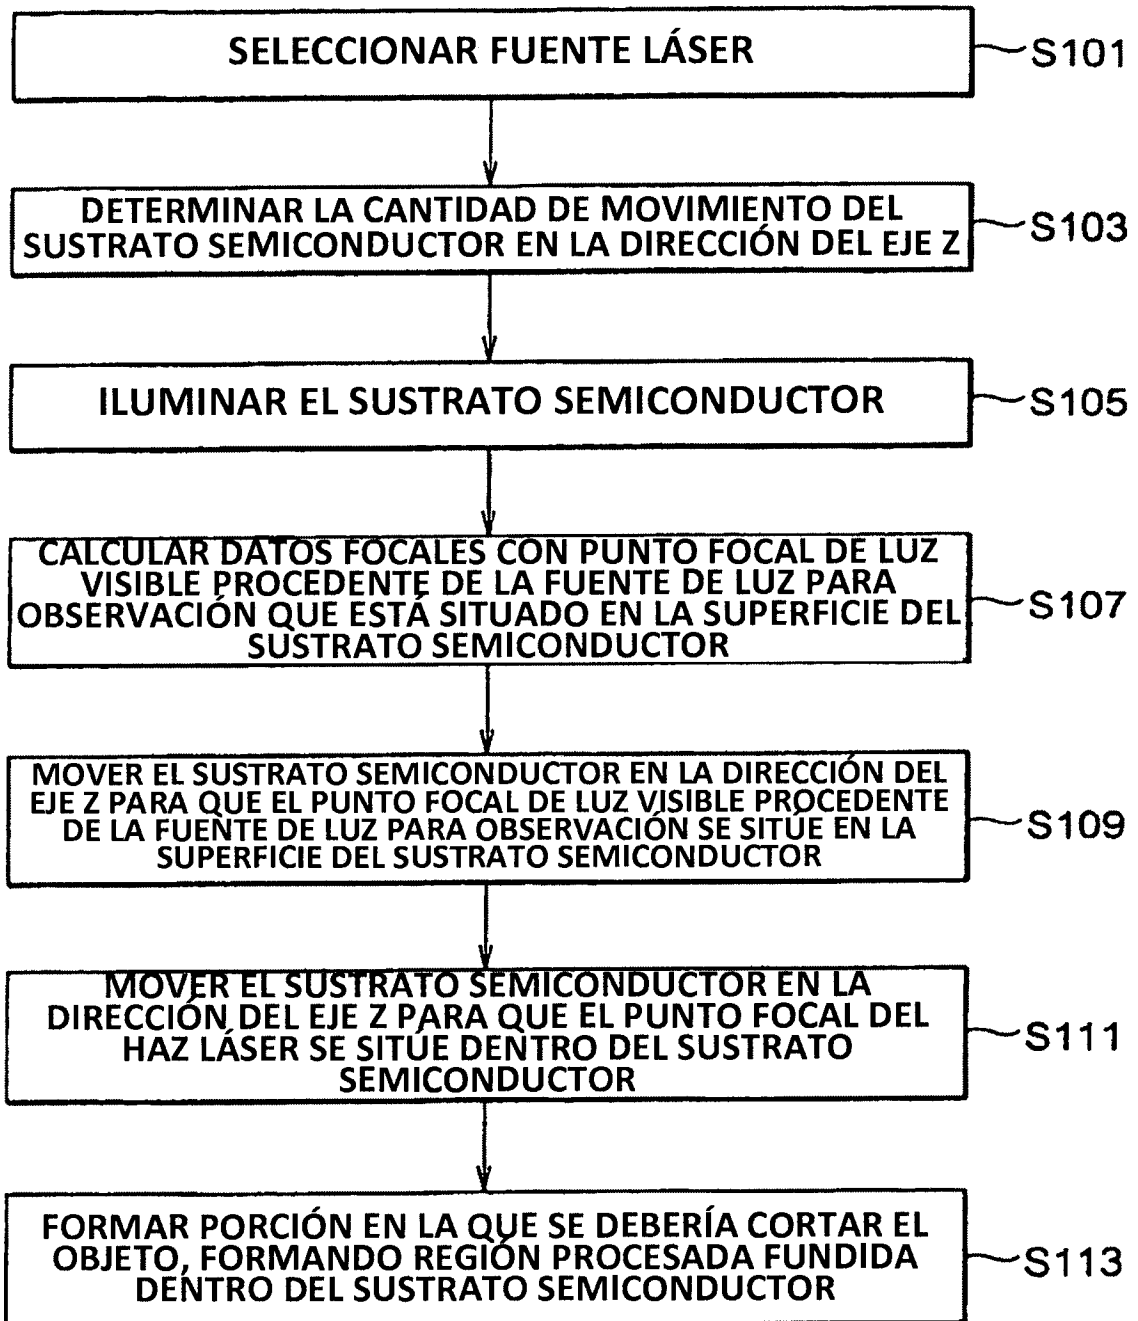 SELECCIONAR FUENTE LÁSER
S101
DETERMINAR LA CANTIDAD DE MOVIMIENTO DEL
SUSTRATO SEMICONDUCTOR EN LA DIRECCIÓN DEL EJE Z
S103
ILUMINAR EL SUSTRATO SEMICONDUCTOR
S105
CALCULAR DATOS FOCALES CON PUNTO FOCAL DE LUZ
VISIBLE PROCEDENTE DE LA FUENTE DE LUZ PARA
OBSERVACIÓN QUE ESTÁ SITUADO EN LA SUPERFICIE DEL
SUSTRATO SEMICONDUCTOR
S107
MOVER EL SUSTRATO SEMICONDUCTOR EN LA DIRECCIÓN DEL
EJE Z PARA QUE EL PUNTO FOCAL DE LUZ VISIBLE PROCEDENTE
DE LA FUENTE DE LUZ PARA OBSERVACIÓN SE SITÚE EN LA
SUPERFICIE DEL SUSTRATO SEMICONDUCTOR
S109
MOVER EL SUSTRATO SEMICONDUCTOR EN LA
DIRECCIÓN DEL EJE Z PARA QUE EL PUNTO FOCAL DEL
HAZ LÁSER SE SITÚE DENTRO DEL SUSTRATO
SEMICONDUCTOR
S111
FORMAR PORCIÓN EN LA QUE SE DEBERÍA CORTAR EL
OBJETO, FORMANDO REGIÓN PROCESADA FUNDIDA
DENTRO DEL SUSTRATO SEMICONDUCTOR
S113